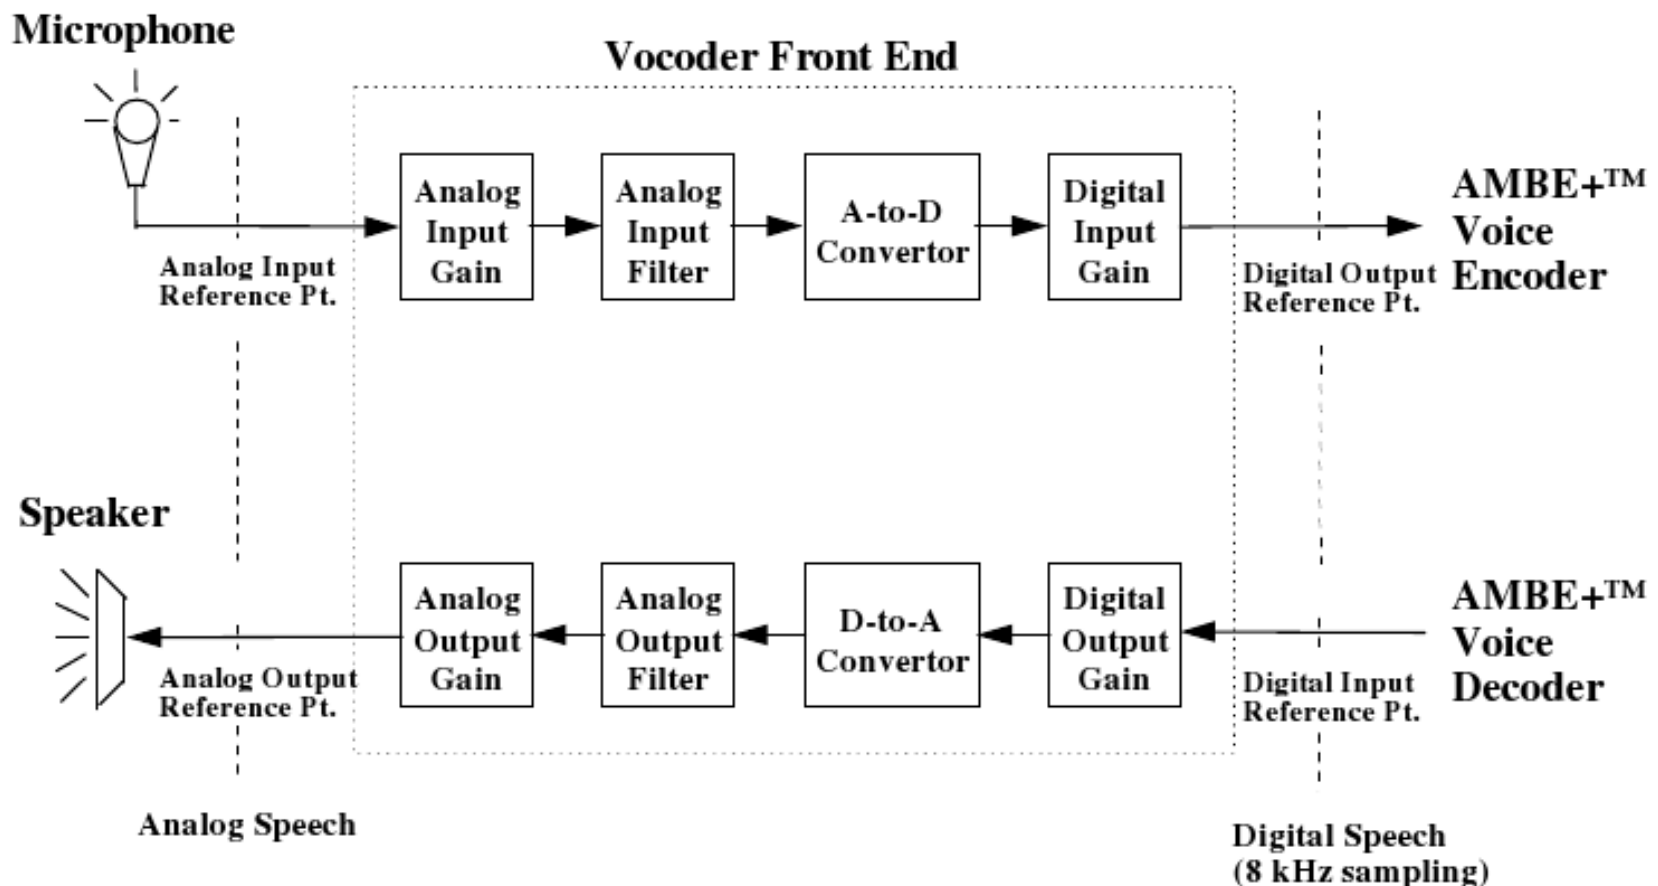 Microphone
Vocoder Front End
Analog
Input
Gain
Analog
Input
Filter
A-to-D
Convertor
Digital
Input
Gain
AMBE+™
Voice
Encoder
Analog Input
Reference Pt.
Digital Output
Reference Pt.
Speaker
Analog
Output
Gain
Analog
Output
Filter
D-to-A
Convertor
Digital
Output
Gain
AMBE+™
Voice
Decoder
Analog Output
Reference Pt.
Digital Input
Reference Pt.
Analog Speech
Digital Speech
(8 kHz sampling)